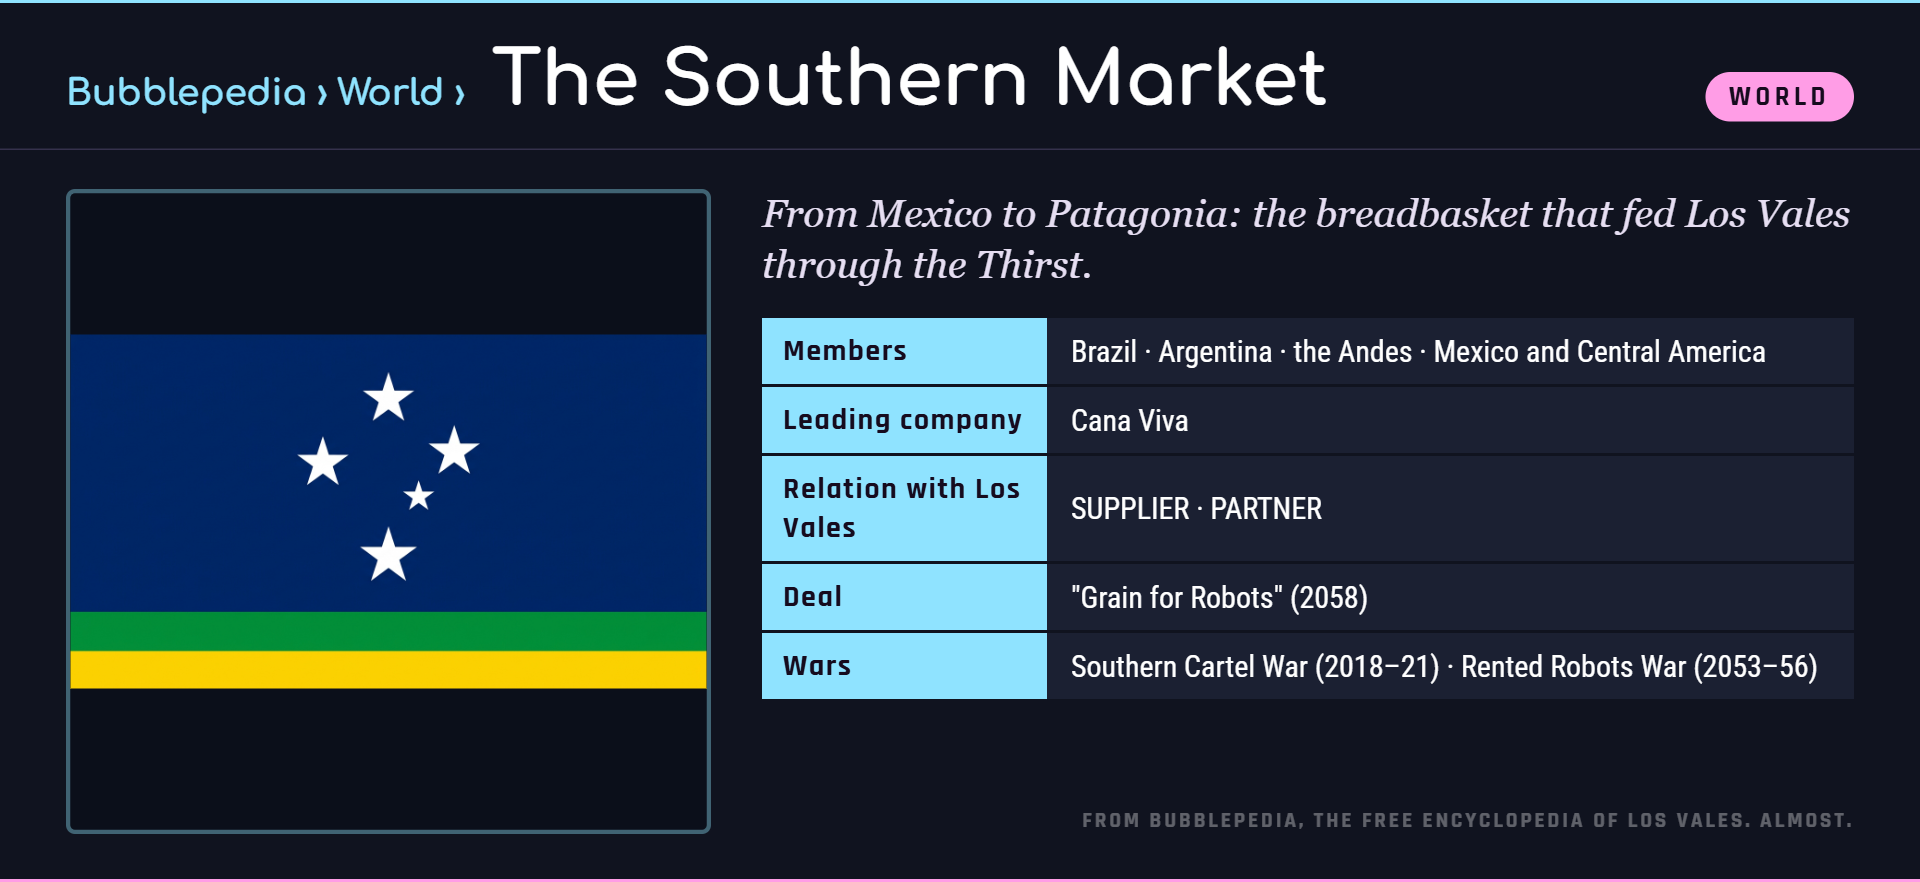 Bubblepedia › World › The Southern Market
WORLD
From Mexico to Patagonia: the breadbasket that fed Los Vales
through the Thirst.
Members
Brazil · Argentina · the Andes · Mexico and Central America
Leading company
Cana Viva
Relation with Los
Vales
SUPPLIER · PARTNER
Deal
"Grain for Robots" (2058)
Wars
Southern Cartel War (2018–21) · Rented Robots War (2053–56)
FROM BUBBLEPEDIA, THE FREE ENCYCLOPEDIA OF LOS VALES. ALMOST.